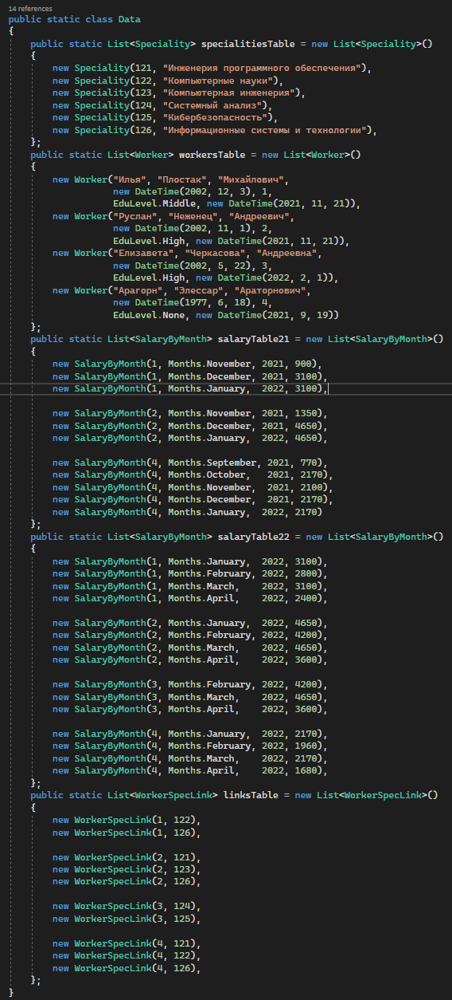 14 references
public static class Data
{
    public static List<Speciality> specialitiesTable = new List<Speciality>()
    {
        new Speciality(121, "Инженерия программного обеспечения"),
        new Speciality(122, "Компьютерные науки"),
        new Speciality(123, "Компьютерная инженерия"),
        new Speciality(124, "Системный анализ"),
        new Speciality(125, "Кибербезопасность"),
        new Speciality(126, "Информационные системы и технологии"),
    };
    public static List<Worker> workersTable = new List<Worker>()
    {
        new Worker("Илья", "Плостак", "Михайлович",
                   new DateTime(2002, 12, 3), 1,
                   EduLevel.Middle, new DateTime(2021, 11, 21)),
        new Worker("Руслан", "Неженец", "Андреевич",
                   new DateTime(2002, 11, 1), 2,
                   EduLevel.High, new DateTime(2021, 11, 21)),
        new Worker("Елизавета", "Черкасова", "Андреевна",
                   new DateTime(2002, 5, 22), 3,
                   EduLevel.High, new DateTime(2022, 2, 1)),
        new Worker("Арагорн", "Элессар", "Араторнович",
                   new DateTime(1977, 6, 18), 4,
                   EduLevel.None, new DateTime(2021, 9, 19))
    };
    public static List<SalaryByMonth> salaryTable21 = new List<SalaryByMonth>()
    {
        new SalaryByMonth(1, Months.November, 2021, 900),
        new SalaryByMonth(1, Months.December, 2021, 3100),
        new SalaryByMonth(1, Months.January,  2022, 3100),

        new SalaryByMonth(2, Months.November, 2021, 1350),
        new SalaryByMonth(2, Months.December, 2021, 4650),
        new SalaryByMonth(2, Months.January,  2022, 4650),

        new SalaryByMonth(4, Months.September, 2021, 770),
        new SalaryByMonth(4, Months.October,   2021, 2170),
        new SalaryByMonth(4, Months.November,  2021, 2100),
        new SalaryByMonth(4, Months.December,  2021, 2170),
        new SalaryByMonth(4, Months.January,  2022, 2170)
    };
    public static List<SalaryByMonth> salaryTable22 = new List<SalaryByMonth>()
    {
        new SalaryByMonth(1, Months.January,  2022, 3100),
        new SalaryByMonth(1, Months.February, 2022, 2800),
        new SalaryByMonth(1, Months.March,    2022, 3100),
        new SalaryByMonth(1, Months.April,    2022, 2400),

        new SalaryByMonth(2, Months.January,  2022, 4650),
        new SalaryByMonth(2, Months.February, 2022, 4200),
        new SalaryByMonth(2, Months.March,    2022, 4650),
        new SalaryByMonth(2, Months.April,    2022, 3600),

        new SalaryByMonth(3, Months.February, 2022, 4200),
        new SalaryByMonth(3, Months.March,    2022, 4650),
        new SalaryByMonth(3, Months.April,    2022, 3600),

        new SalaryByMonth(4, Months.January,  2022, 2170),
        new SalaryByMonth(4, Months.February, 2022, 1960),
        new SalaryByMonth(4, Months.March,    2022, 2170),
        new SalaryByMonth(4, Months.April,    2022, 1680),
    };
    public static List<WorkerSpecLink> linksTable = new List<WorkerSpecLink>()
    {
        new WorkerSpecLink(1, 122),
        new WorkerSpecLink(1, 126),

        new WorkerSpecLink(2, 121),
        new WorkerSpecLink(2, 123),
        new WorkerSpecLink(2, 126),

        new WorkerSpecLink(3, 124),
        new WorkerSpecLink(3, 125),

        new WorkerSpecLink(4, 121),
        new WorkerSpecLink(4, 122),
        new WorkerSpecLink(4, 126),
    };
}